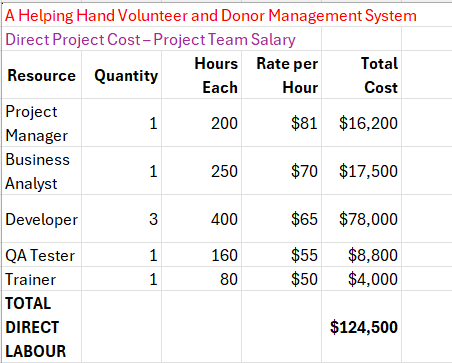 A Helping Hand Volunteer and Donor Management System
Direct Project Cost – Project Team Salary
Resource Quantity Hours Each Rate per Hour Total Cost
Project Manager 1 200 $81 $16,200
Business Analyst 1 250 $70 $17,500
Developer 3 400 $65 $78,000
QA Tester 1 160 $55 $8,800
Trainer 1 80 $50 $4,000
TOTAL DIRECT LABOUR $124,500